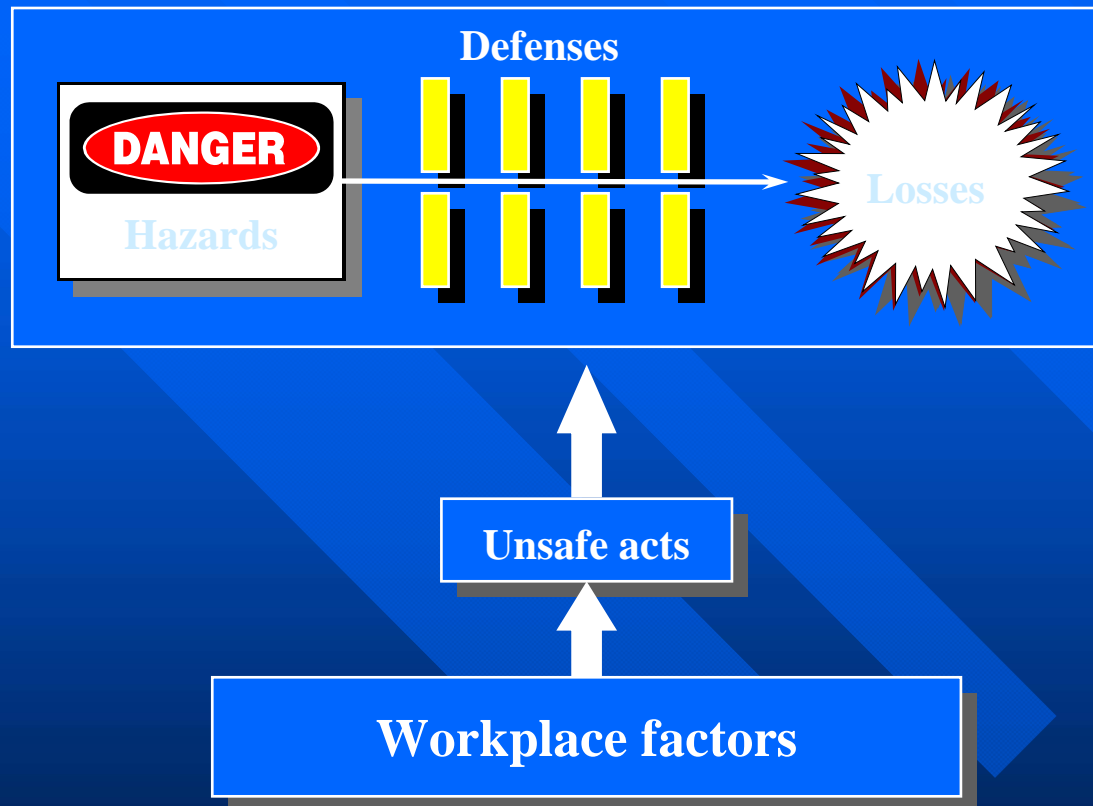 Defenses
DANGER
Hazards
Losses
Unsafe acts
Workplace factors